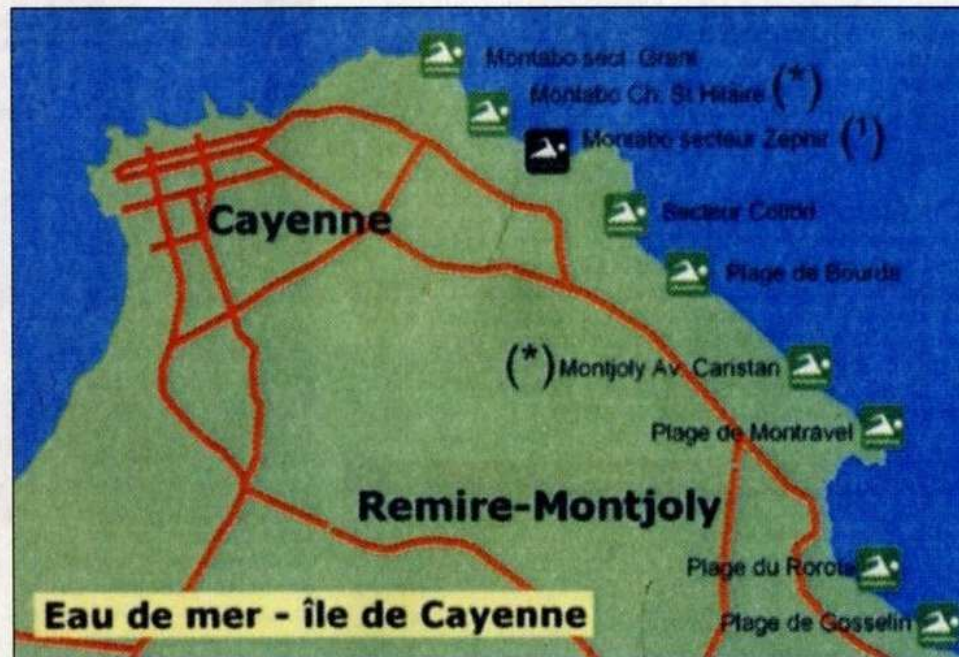 Montabo sect. Grant
Montabo Ch. St Hilaire (*)
Montabo secteur Zephir (¹)
Cayenne
Secteur Colibri
Plage de Bourda
(*) Montjoly Av. Caristan
Plage de Montravel
Remire-Montjoly
Plage du Rorota
Eau de mer - île de Cayenne
Plage de Gosselin